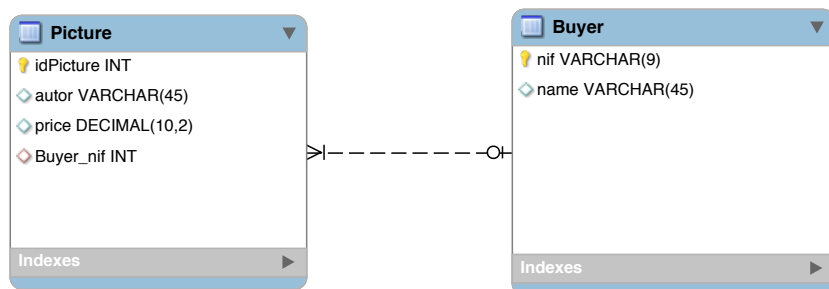 Picture
idPicture INT
autor VARCHAR(45)
price DECIMAL(10,2)
Buyer_nif INT
Indexes
Buyer
nif VARCHAR(9)
name VARCHAR(45)
Indexes